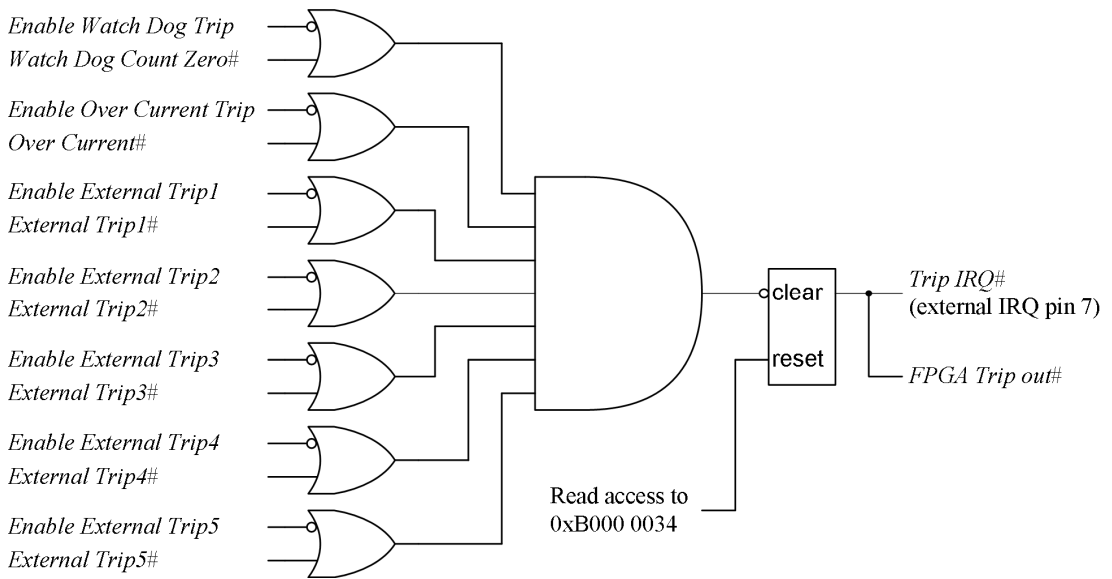 Enable Watch Dog Trip
Watch Dog Count Zero#
Enable Over Current Trip
Over Current#
Enable External Trip1
External Trip1#
Enable External Trip2
External Trip2#
Enable External Trip3
External Trip3#
Enable External Trip4
External Trip4#
Enable External Trip5
External Trip5#
clear
reset
Read access to
0xB000 0034
Trip IRQ#
(external IRQ pin 7)
FPGA Trip out#